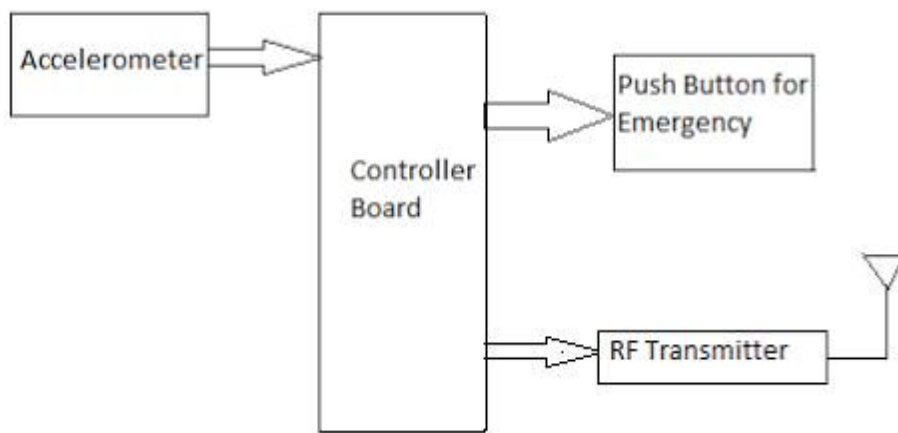 Accelerometer
Push Button for
Emergency
Controller
Board
RF Transmitter